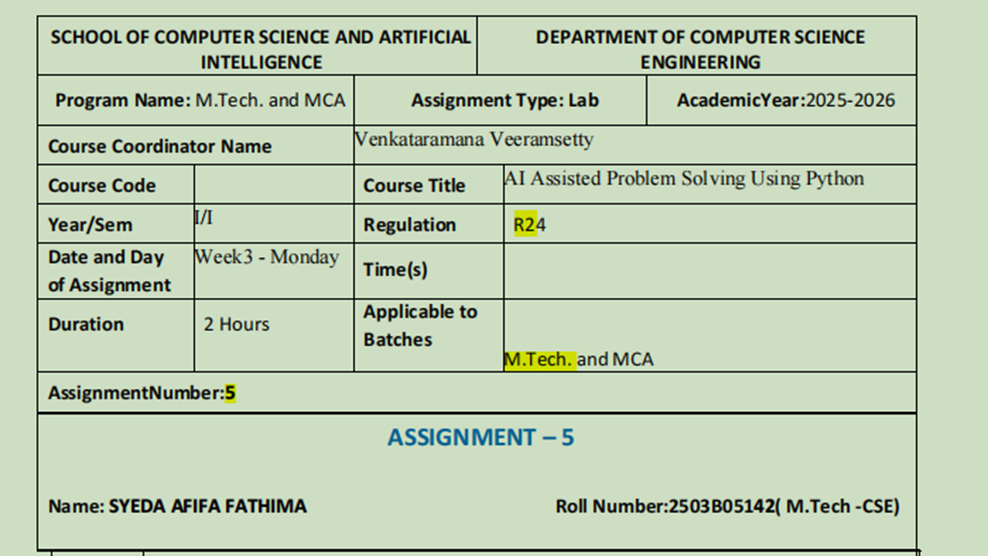 SCHOOL OF COMPUTER SCIENCE AND ARTIFICIAL
INTELLIGENCE
DEPARTMENT OF COMPUTER SCIENCE
ENGINEERING
Program Name: M.Tech. and MCA
Assignment Type: Lab
AcademicYear:2025-2026
Course Coordinator Name
Venkataramana Veeramsetty
Course Code
Course Title
AI Assisted Problem Solving Using Python
Year/Sem
I/I
Regulation
R24
Date and Day
of Assignment
Week3 - Monday
Time(s)
Duration
2 Hours
Applicable to
Batches
M.Tech. and MCA
AssignmentNumber:5
ASSIGNMENT – 5
Name: SYEDA AFIFA FATHIMA
Roll Number:2503B05142( M.Tech -CSE)